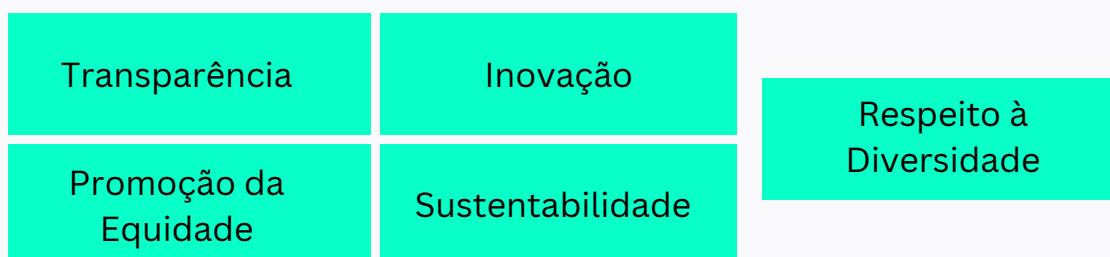 Transparência
Inovação
Respeito à
Diversidade
Promoção da
Equidade
Sustentabilidade